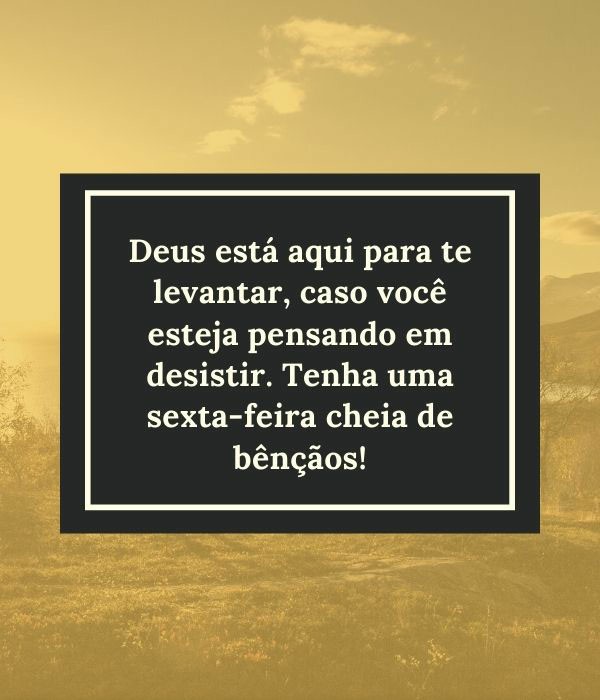 Deus está aqui para te
levantar, caso você
esteja pensando em
desistir. Tenha uma
sexta-feira cheia de
bênçãos!